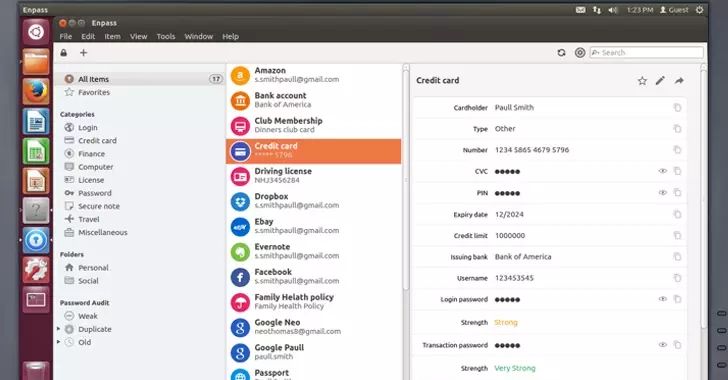 Enpass
1:23 PM
Guest
Enpass
File Edit Item View Tools Window Help
Search
All Items 17
Favorites
Categories
Login
Credit card
Finance
Computer
License
Password
Secure note
Travel
Miscellaneous
Folders
Personal
Social
Password Audit
Weak
Duplicate
Old
Amazon
s.smithpaull@gmail.com
Bank account
Bank of America
Club Membership
Dinners club card
Credit card
***** 5796
Driving license
NHJ3456284
Dropbox
s.smithpaull@gmail.com
Ebay
s.smithpaull@gmail.com
Evernote
s.smithpaull@gmail.com
Facebook
s.smithpaull@gmail.com
Family Helath policy
Family Health Policy
Google Neo
neothomas8@gmail.com
Google Paull
paull.smith
Passport
Credit card
Cardholder Paull Smith
Type Other
Number 1234 5865 4679 5796
CVC ●●●●●
PIN ●●●●●
Expiry date 12/2024
Credit limit 1000000
Issuing bank Bank of America
Username 123453545
Login password ●●●●●
Strength Strong
Transaction password ●●●●●
Strength Very Strong